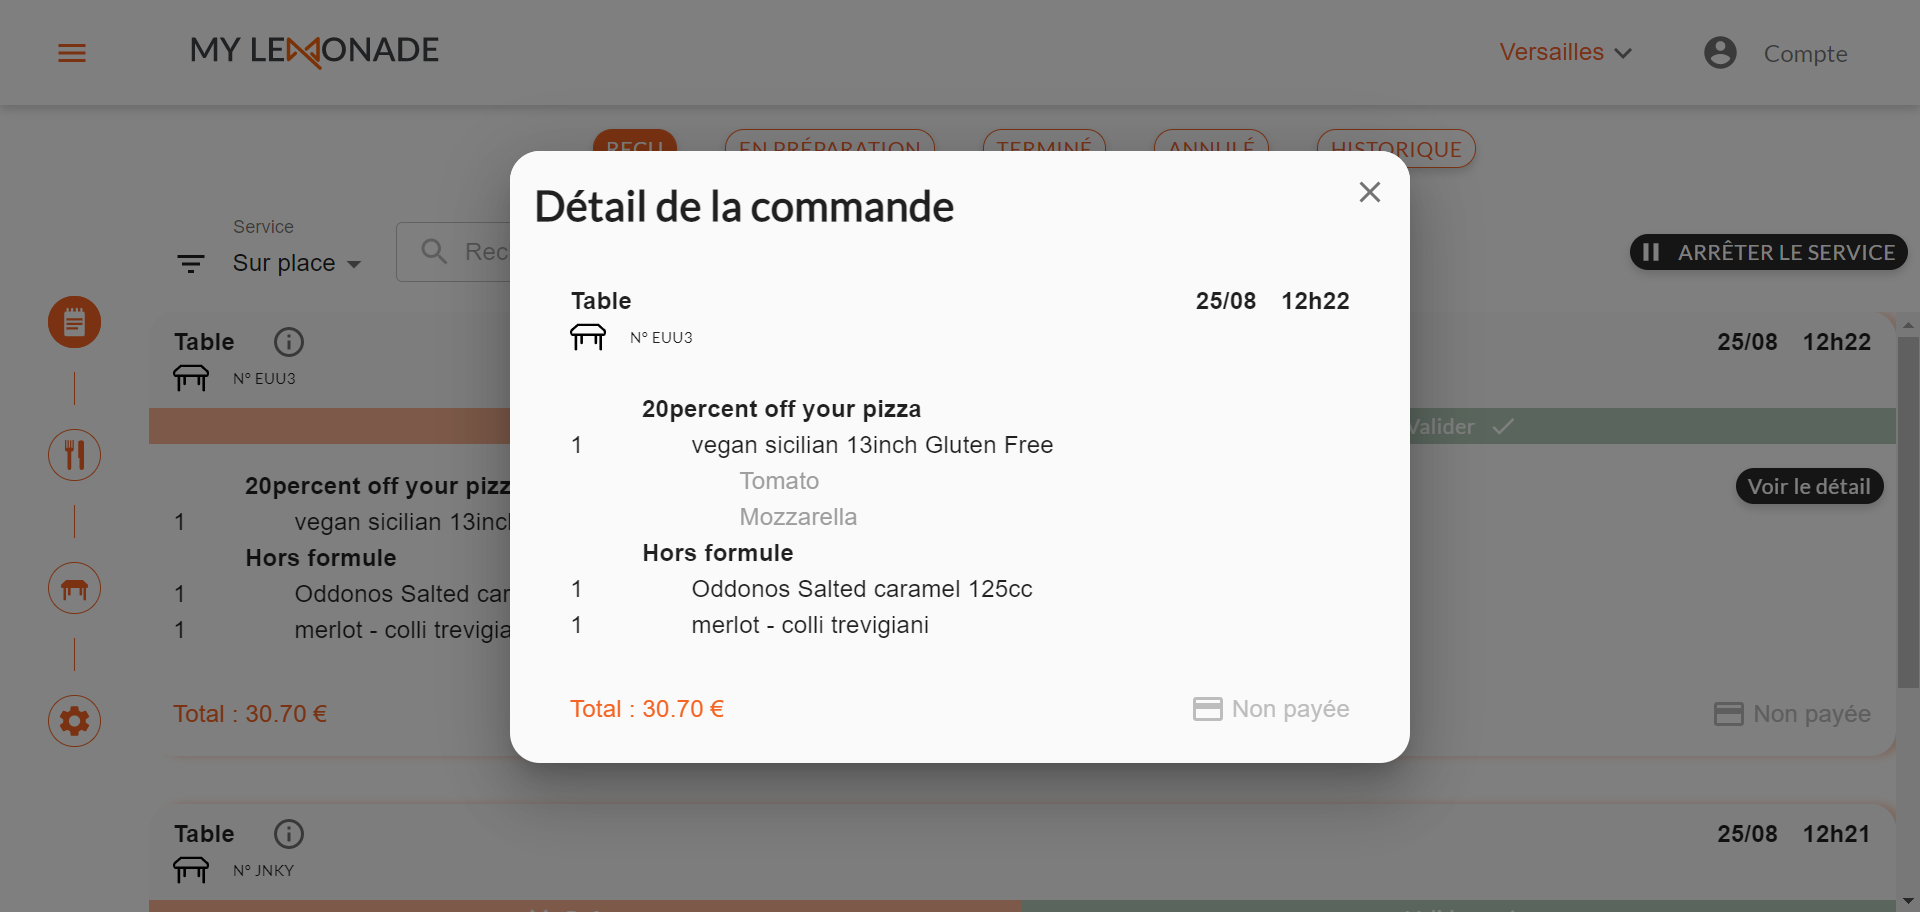 MY LEMONADE
Versailles
Compte
REÇU
EN PRÉPARATION
TERMINÉ
ANNULÉ
HISTORIQUE
Service
Sur place
Rec
ARRÊTER LE SERVICE
Détail de la commande
Table
25/08 12h22
N° EUU3
20percent off your pizza
1 vegan sicilian 13inch Gluten Free
Tomato
Mozzarella
Hors formule
1 Oddonos Salted caramel 125cc
1 merlot - colli trevigiani
Total : 30.70 €
Non payée
Table
25/08 12h22
N° EUU3
Valider
Voir le détail
20percent off your pizz
1 vegan sicilian 13inc
Hors formule
1 Oddonos Salted car
1 merlot - colli trevigia
Total : 30.70 €
Non payée
Table
25/08 12h21
N° JNKY